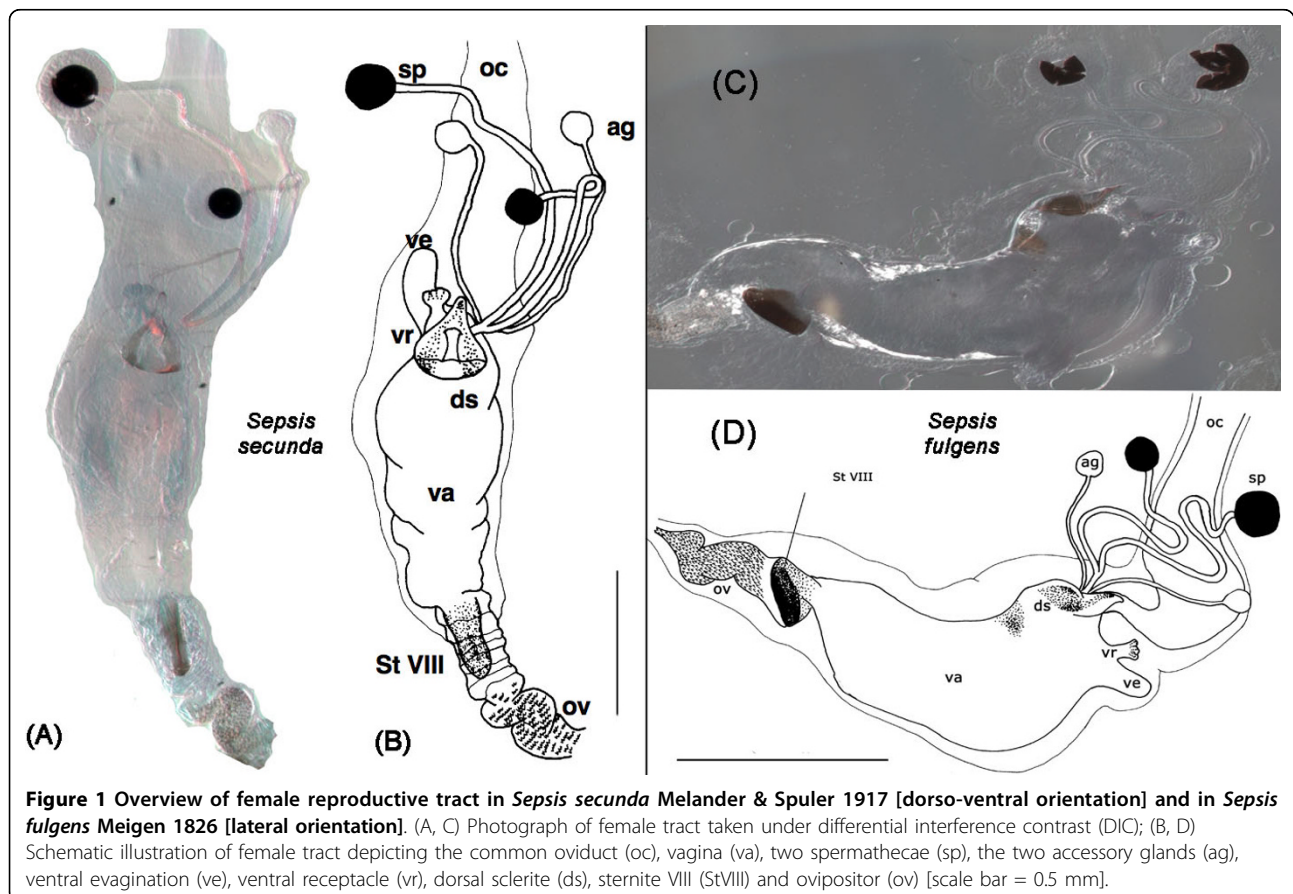 (A)
Sepsis
secunda
sp
oc
ag
ve
vr
ds
va
St VIII
ov
(B)
(C)
(D)
Sepsis
fulgens
oc
ag
sp
St VIII
ov
ds
vr
va
ve
Figure 1 Overview of female reproductive tract in Sepsis secunda Melander & Spuler 1917 [dorso-ventral orientation] and in Sepsis
fulgens Meigen 1826 [lateral orientation]. (A, C) Photograph of female tract taken under differential interference contrast (DIC); (B, D)
Schematic illustration of female tract depicting the common oviduct (oc), vagina (va), two spermathecae (sp), the two accessory glands (ag),
ventral evagination (ve), ventral receptacle (vr), dorsal sclerite (ds), sternite VIII (StVIII) and ovipositor (ov) [scale bar = 0.5 mm].